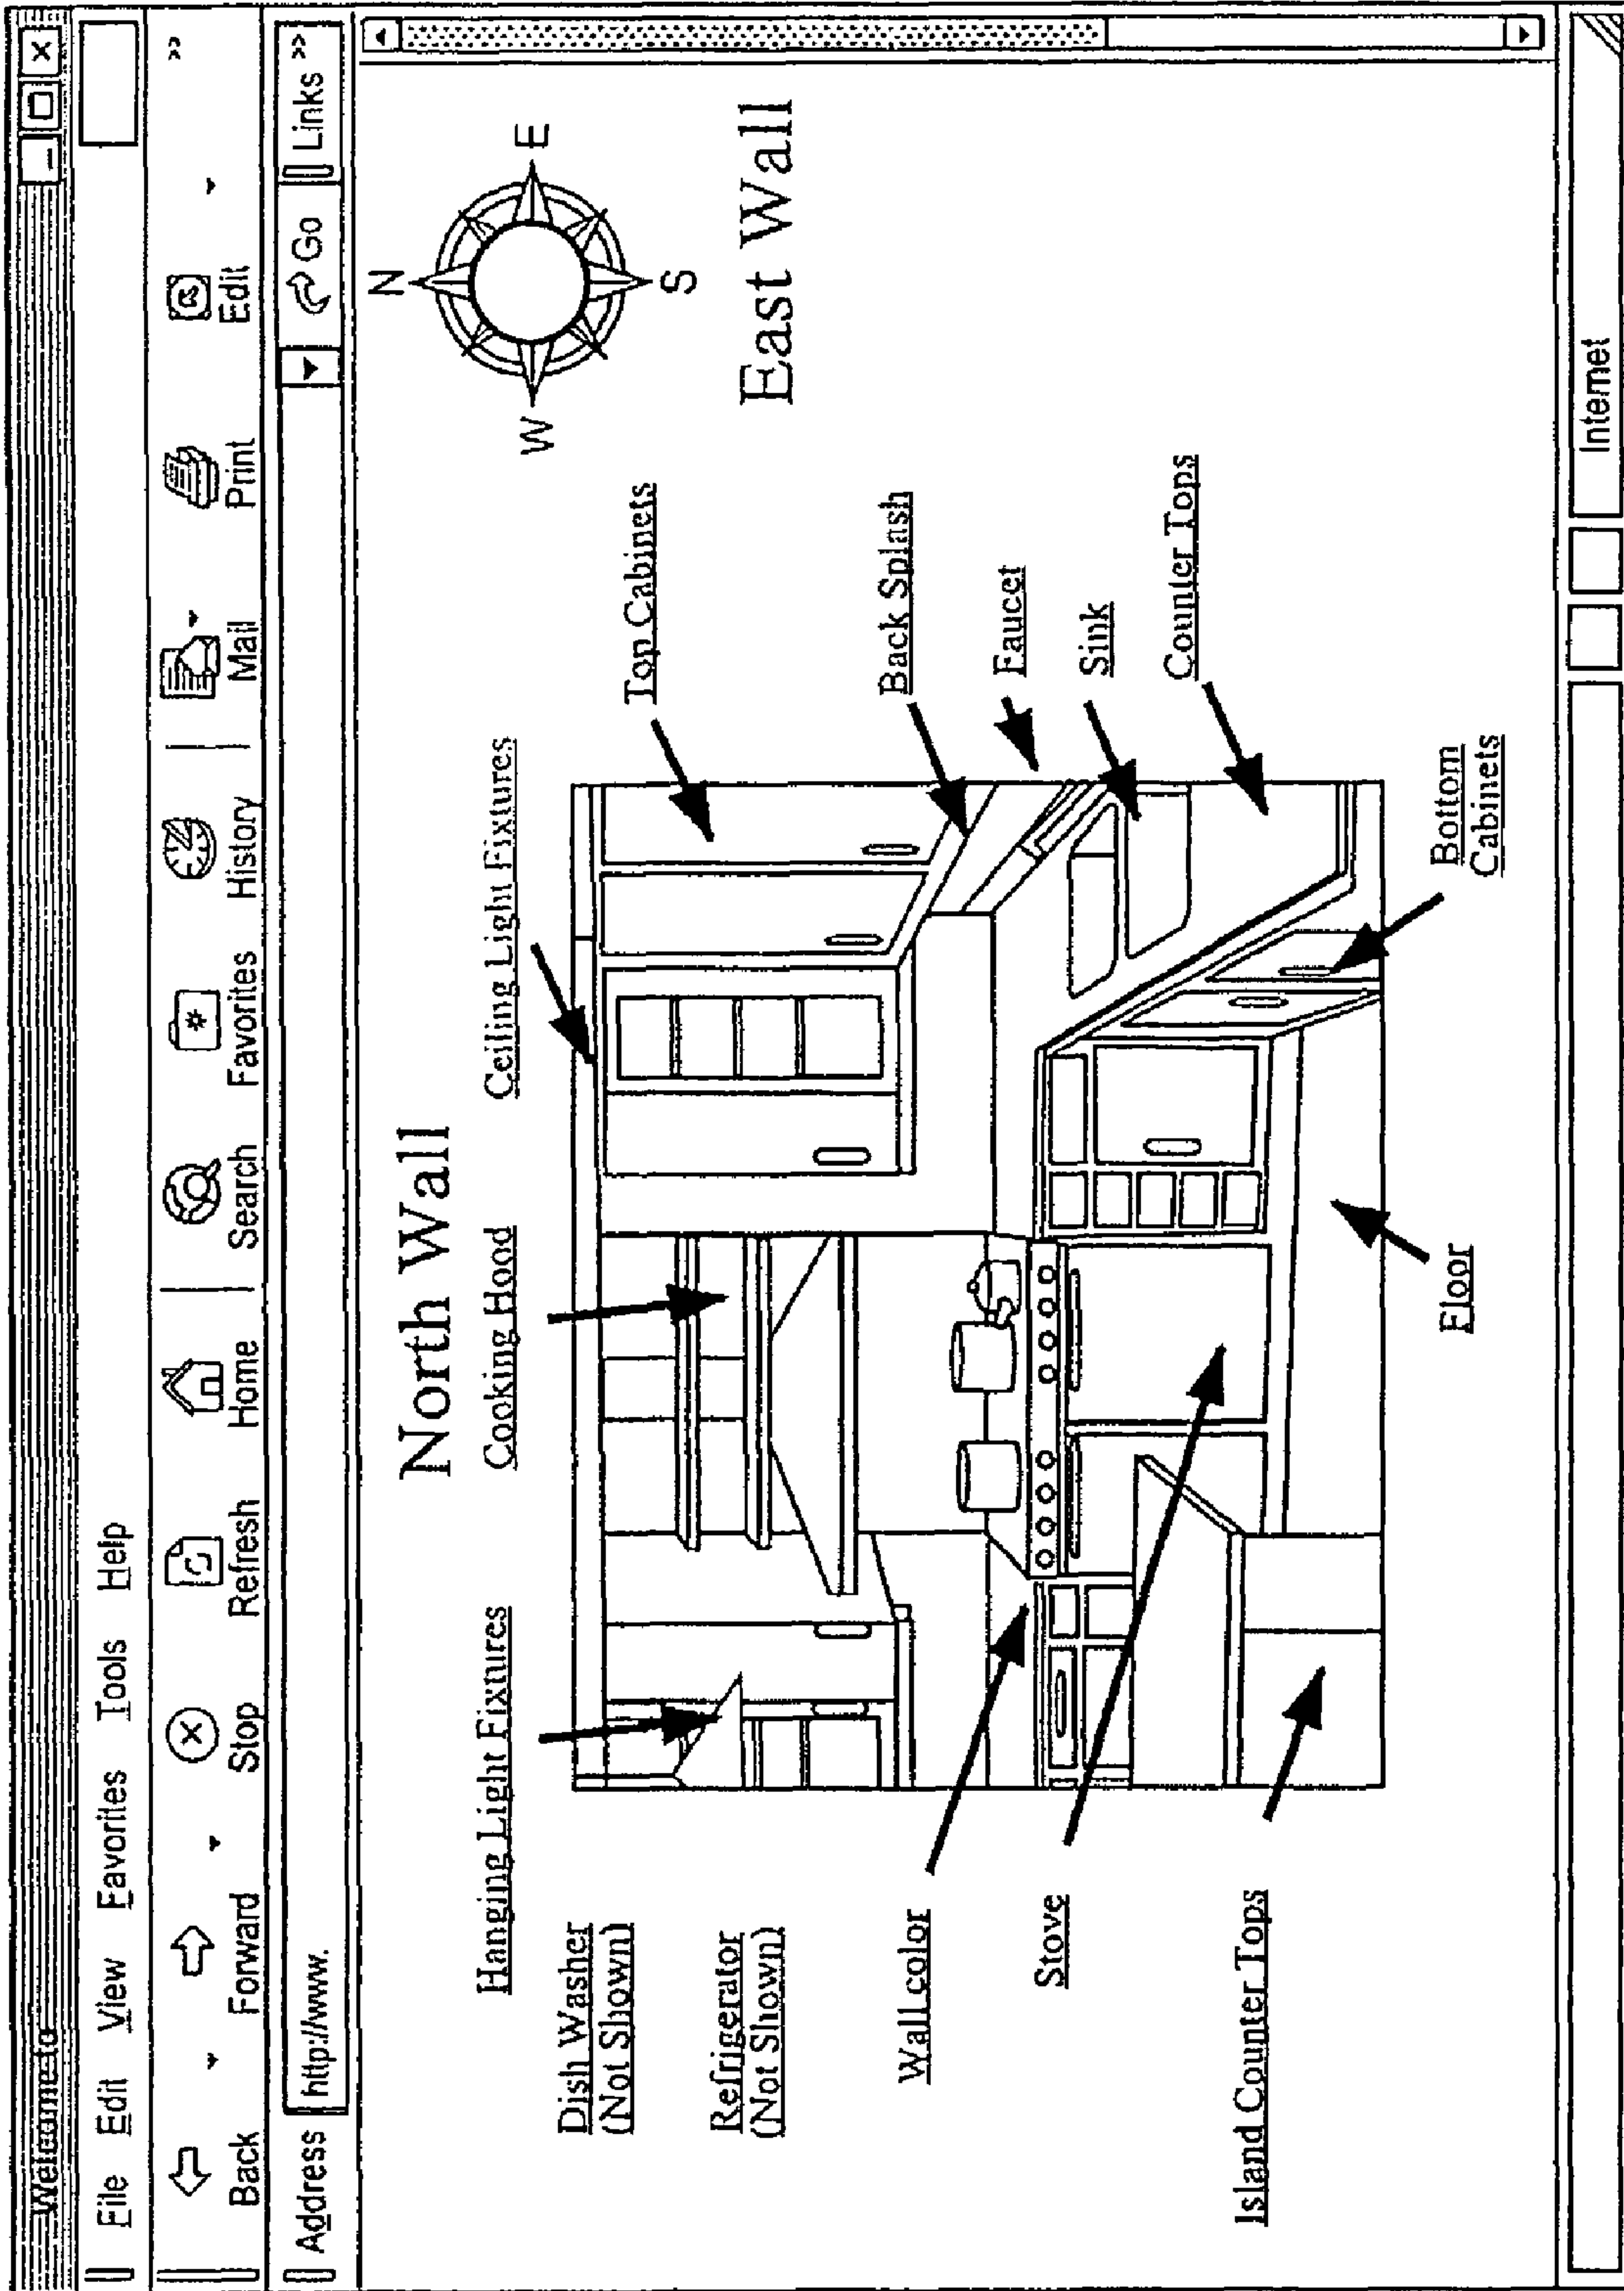 Welcome to
File Edit View Favorites Tools Help
Back Forward Stop Refresh Home Search Favorites History Mail Print Edit »
Address http://www. Go Links »
North Wall
N
W E
S
East Wall
Hanging Light Fixtures Cooking Hood Ceiling Light Fixtures
Dish Washer
(Not Shown)
Refrigerator
(Not Shown)
Wall color
Stove
Island Counter Tops
Top Cabinets
Back Splash
Faucet
Sink
Counter Tops
Bottom
Cabinets
Floor
Internet